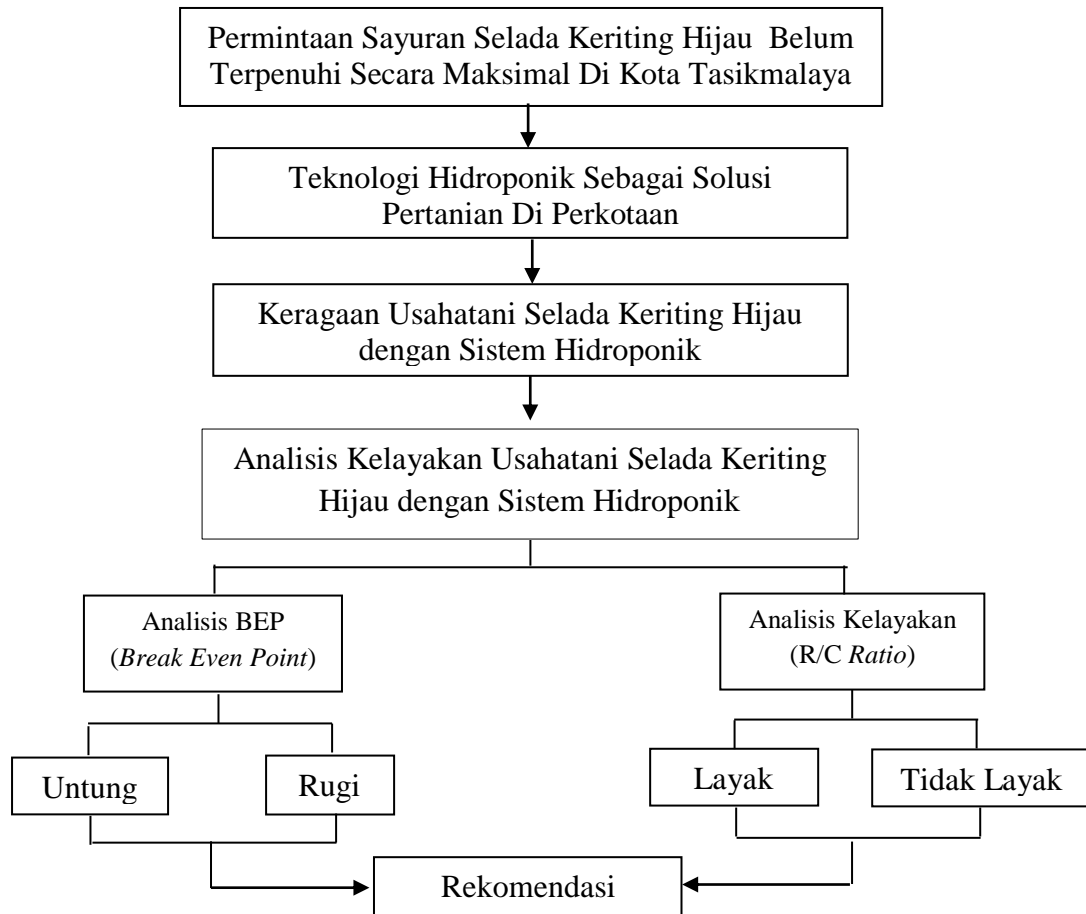 Permintaan Sayuran Selada Keriting Hijau Belum
Terpenuhi Secara Maksimal Di Kota Tasikmalaya
Teknologi Hidroponik Sebagai Solusi
Pertanian Di Perkotaan
Keragaan Usahatani Selada Keriting Hijau
dengan Sistem Hidroponik
Analisis Kelayakan Usahatani Selada Keriting
Hijau dengan Sistem Hidroponik
Analisis BEP
(Break Even Point)
Analisis Kelayakan
(R/C Ratio)
Untung
Rugi
Layak
Tidak Layak
Rekomendasi